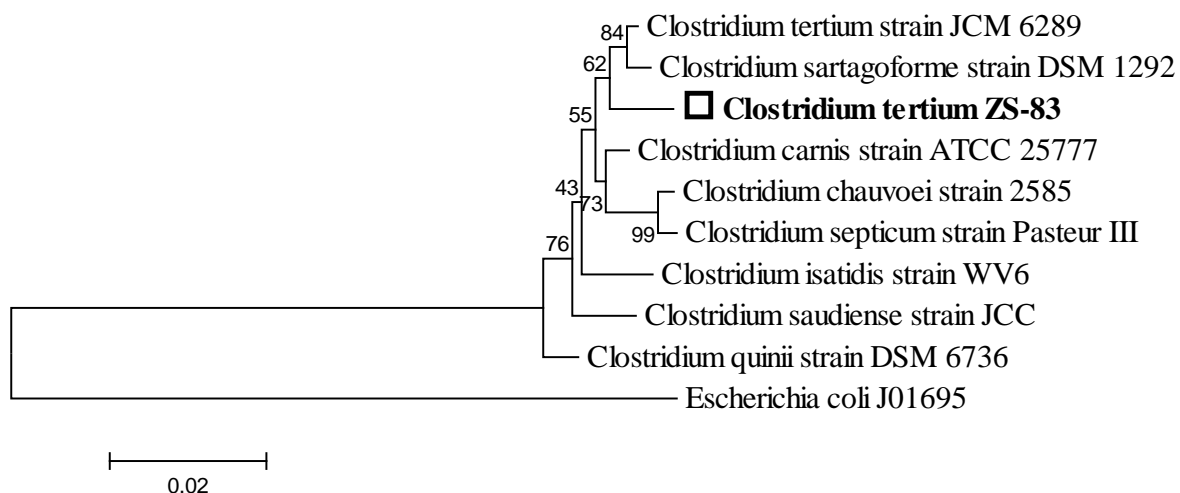 84
Clostridium tertium strain JCM 6289
62
Clostridium sartagoforme strain DSM 1292
Clostridium tertium ZS-83
55
Clostridium carnis strain ATCC 25777
43
73
Clostridium chauvoei strain 2585
99
Clostridium septicum strain Pasteur III
76
Clostridium isatidis strain WV6
Clostridium saudiense strain JCC
Clostridium quinii strain DSM 6736
Escherichia coli J01695
0.02